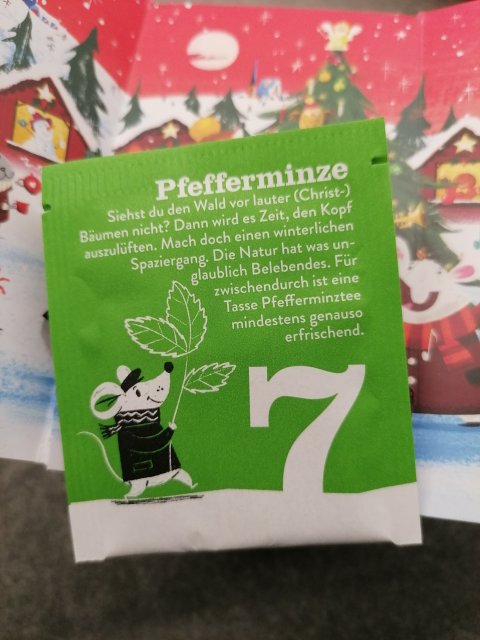 Pfefferminze
Siehst du den Wald vor lauter (Christ-)
Bäumen nicht? Dann wird es Zeit, den Kopf
auszulüften. Mach doch einen winterlichen
Spaziergang. Die Natur hat was un-
glaublich Belebendes. Für
zwischendurch ist eine
Tasse Pfefferminztee
mindestens genauso
erfrischend.
7